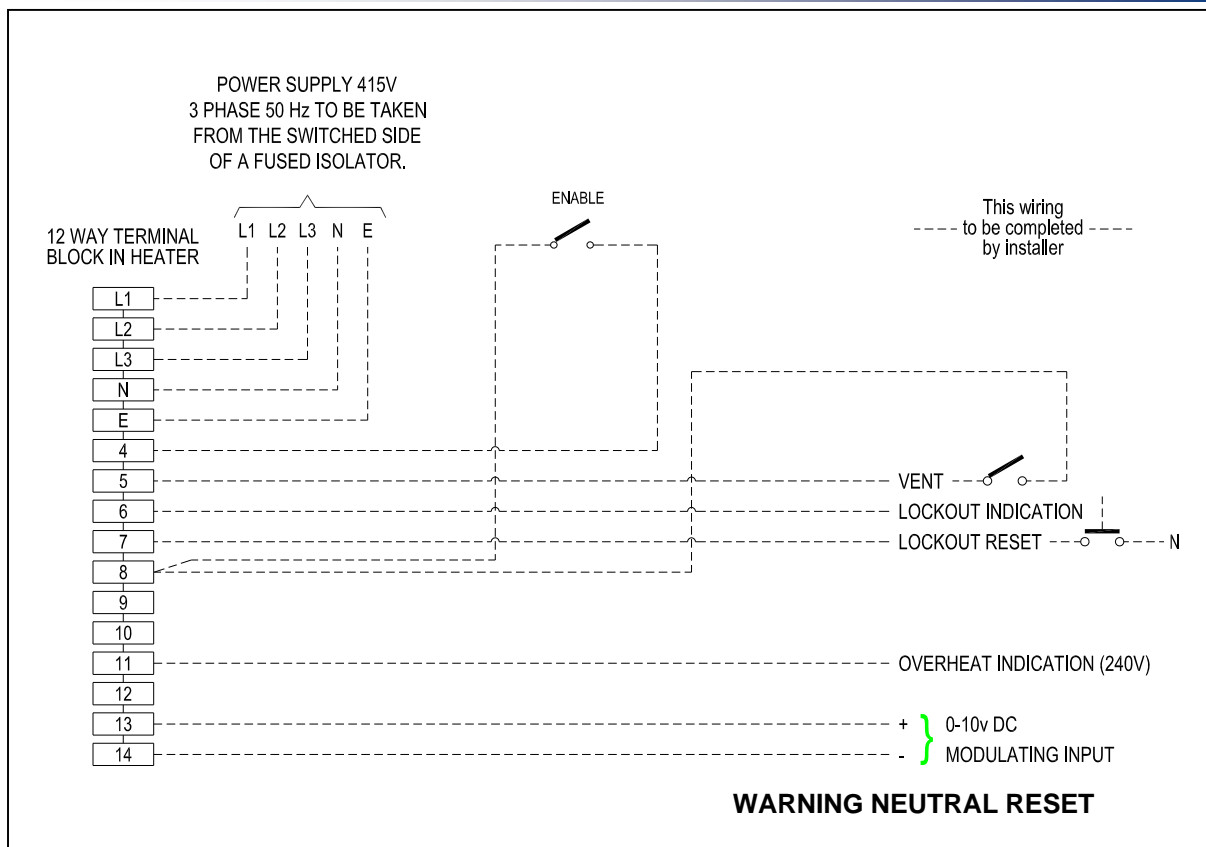 POWER SUPPLY 415V
3 PHASE 50 Hz TO BE TAKEN
FROM THE SWITCHED SIDE
OF A FUSED ISOLATOR.
ENABLE
This wiring
to be completed
by installer
12 WAY TERMINAL
BLOCK IN HEATER
L1 L2 L3 N E
L1
L2
L3
N
E
4
5 VENT
6 LOCKOUT INDICATION
7 LOCKOUT RESET N
8
9
10
11 OVERHEAT INDICATION (240V)
12
13 + 0-10v DC
14 - MODULATING INPUT
WARNING NEUTRAL RESET